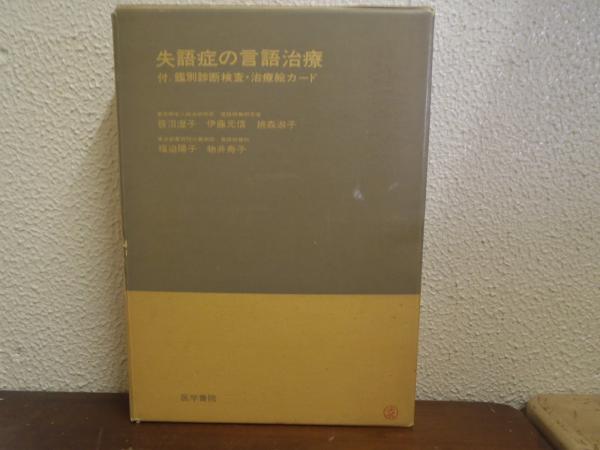 失語症の言語治療
付. 鑑別診断検査・治療絵カード
笹沼澄子 伊藤元信 綿森淑子
福迫陽子 物井寿子
医学書院